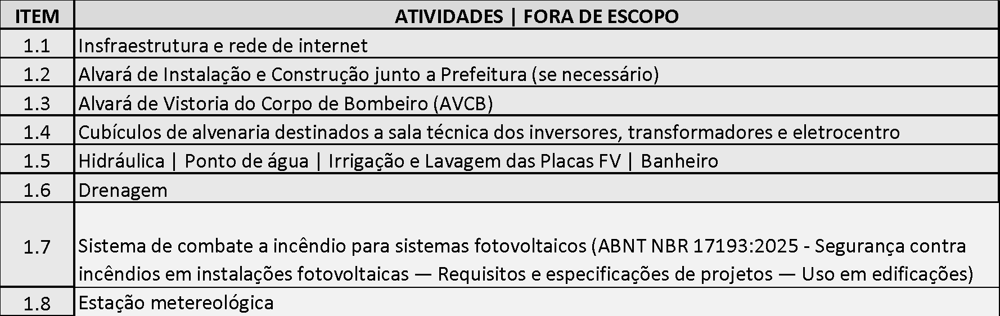 ITEM ATIVIDADES | FORA DE ESCOPO
1.1 Insfraestrutura e rede de internet
1.2 Alvará de Instalação e Construção junto a Prefeitura (se necessário)
1.3 Alvará de Vistoria do Corpo de Bombeiro (AVCB)
1.4 Cubículos de alvenaria destinados a sala técnica dos inversores, transformadores e eletrocentro
1.5 Hidráulica | Ponto de água | Irrigação e Lavagem das Placas FV | Banheiro
1.6 Drenagem
1.7 Sistema de combate a incêndio para sistemas fotovoltaicos (ABNT NBR 17193:2025 - Segurança contra
incêndios em instalações fotovoltaicas — Requisitos e especificações de projetos — Uso em edificações)
1.8 Estação metereológica